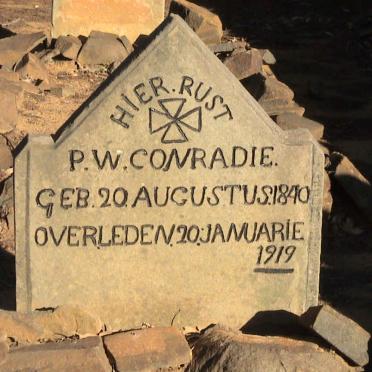 HIER. RUST
P.W. CONRADIE.
GEB. 20. AUGUSTUS. 1840
OVERLEDEN. 20. JANUARIE
1919